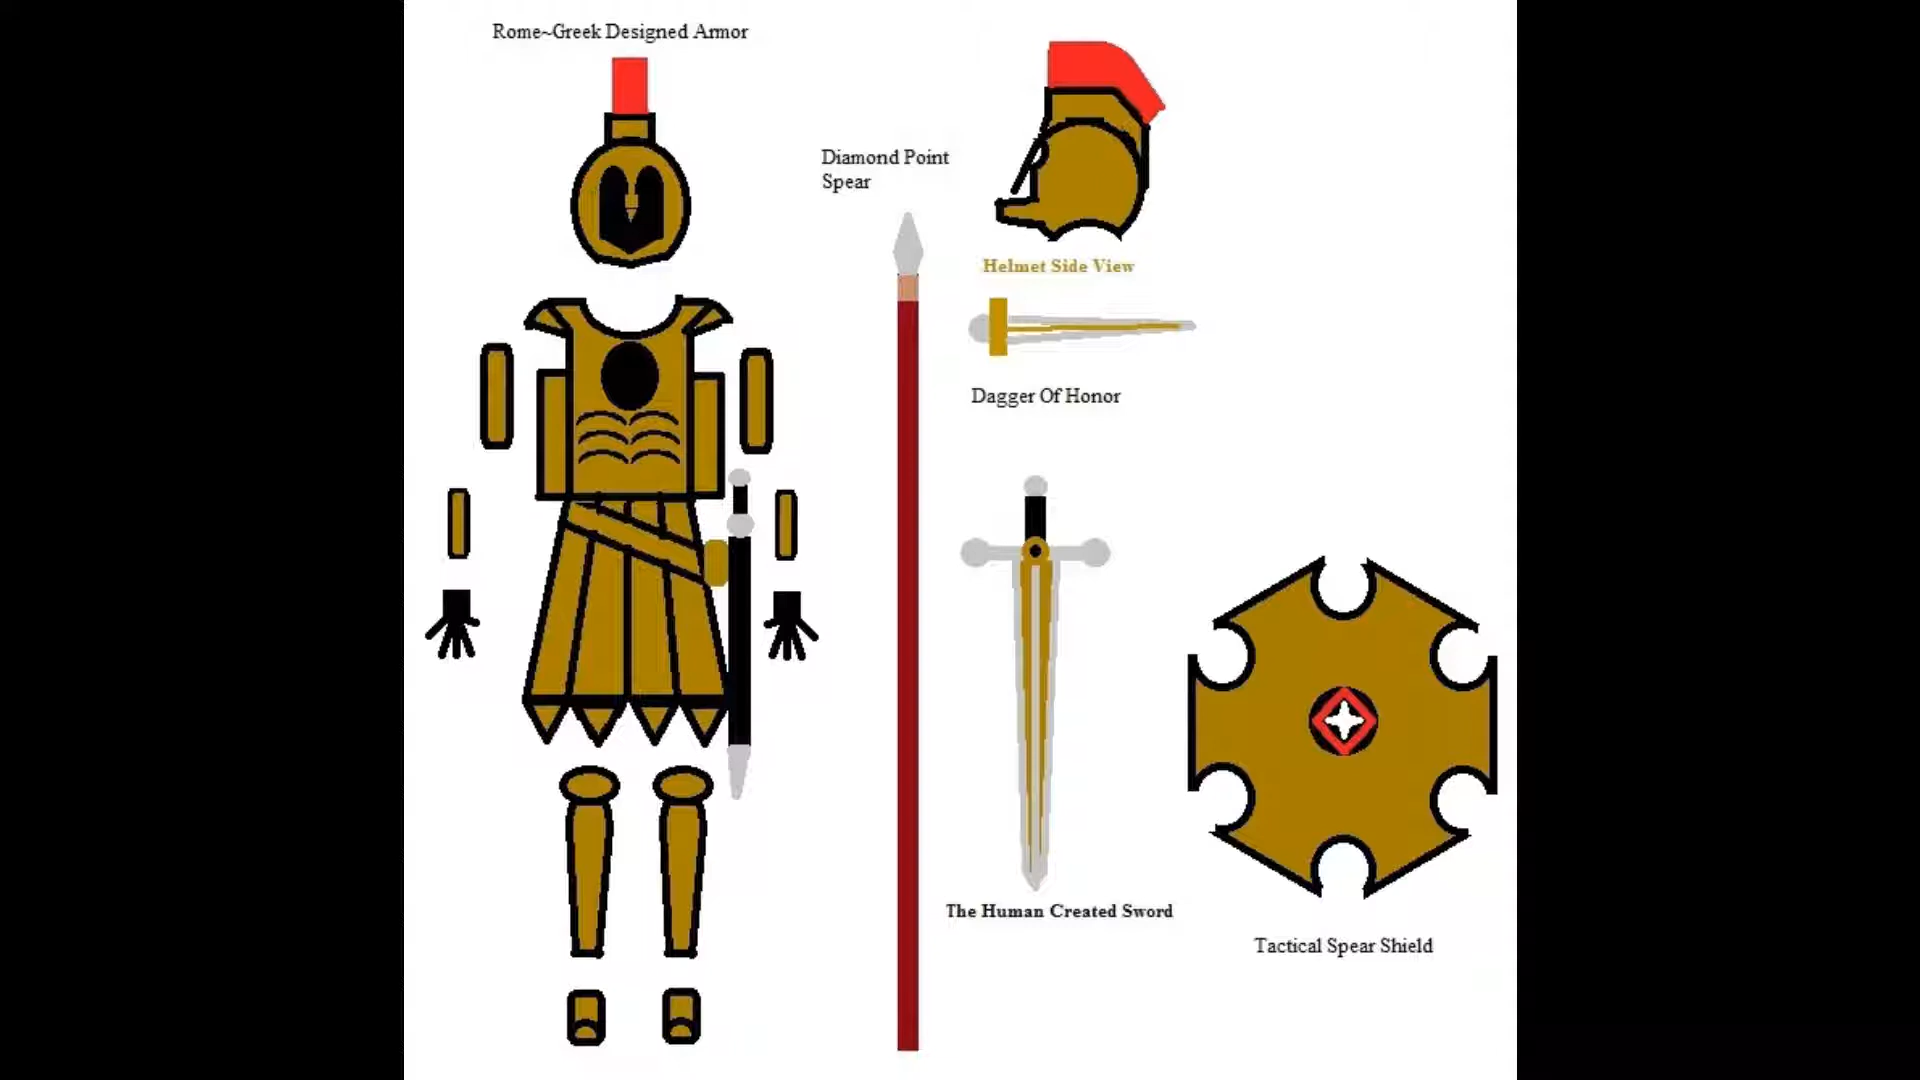 Rome~Greek Designed Armor
Diamond Point
Spear
Helmet Side View
Dagger Of Honor
The Human Created Sword
Tactical Spear Shield